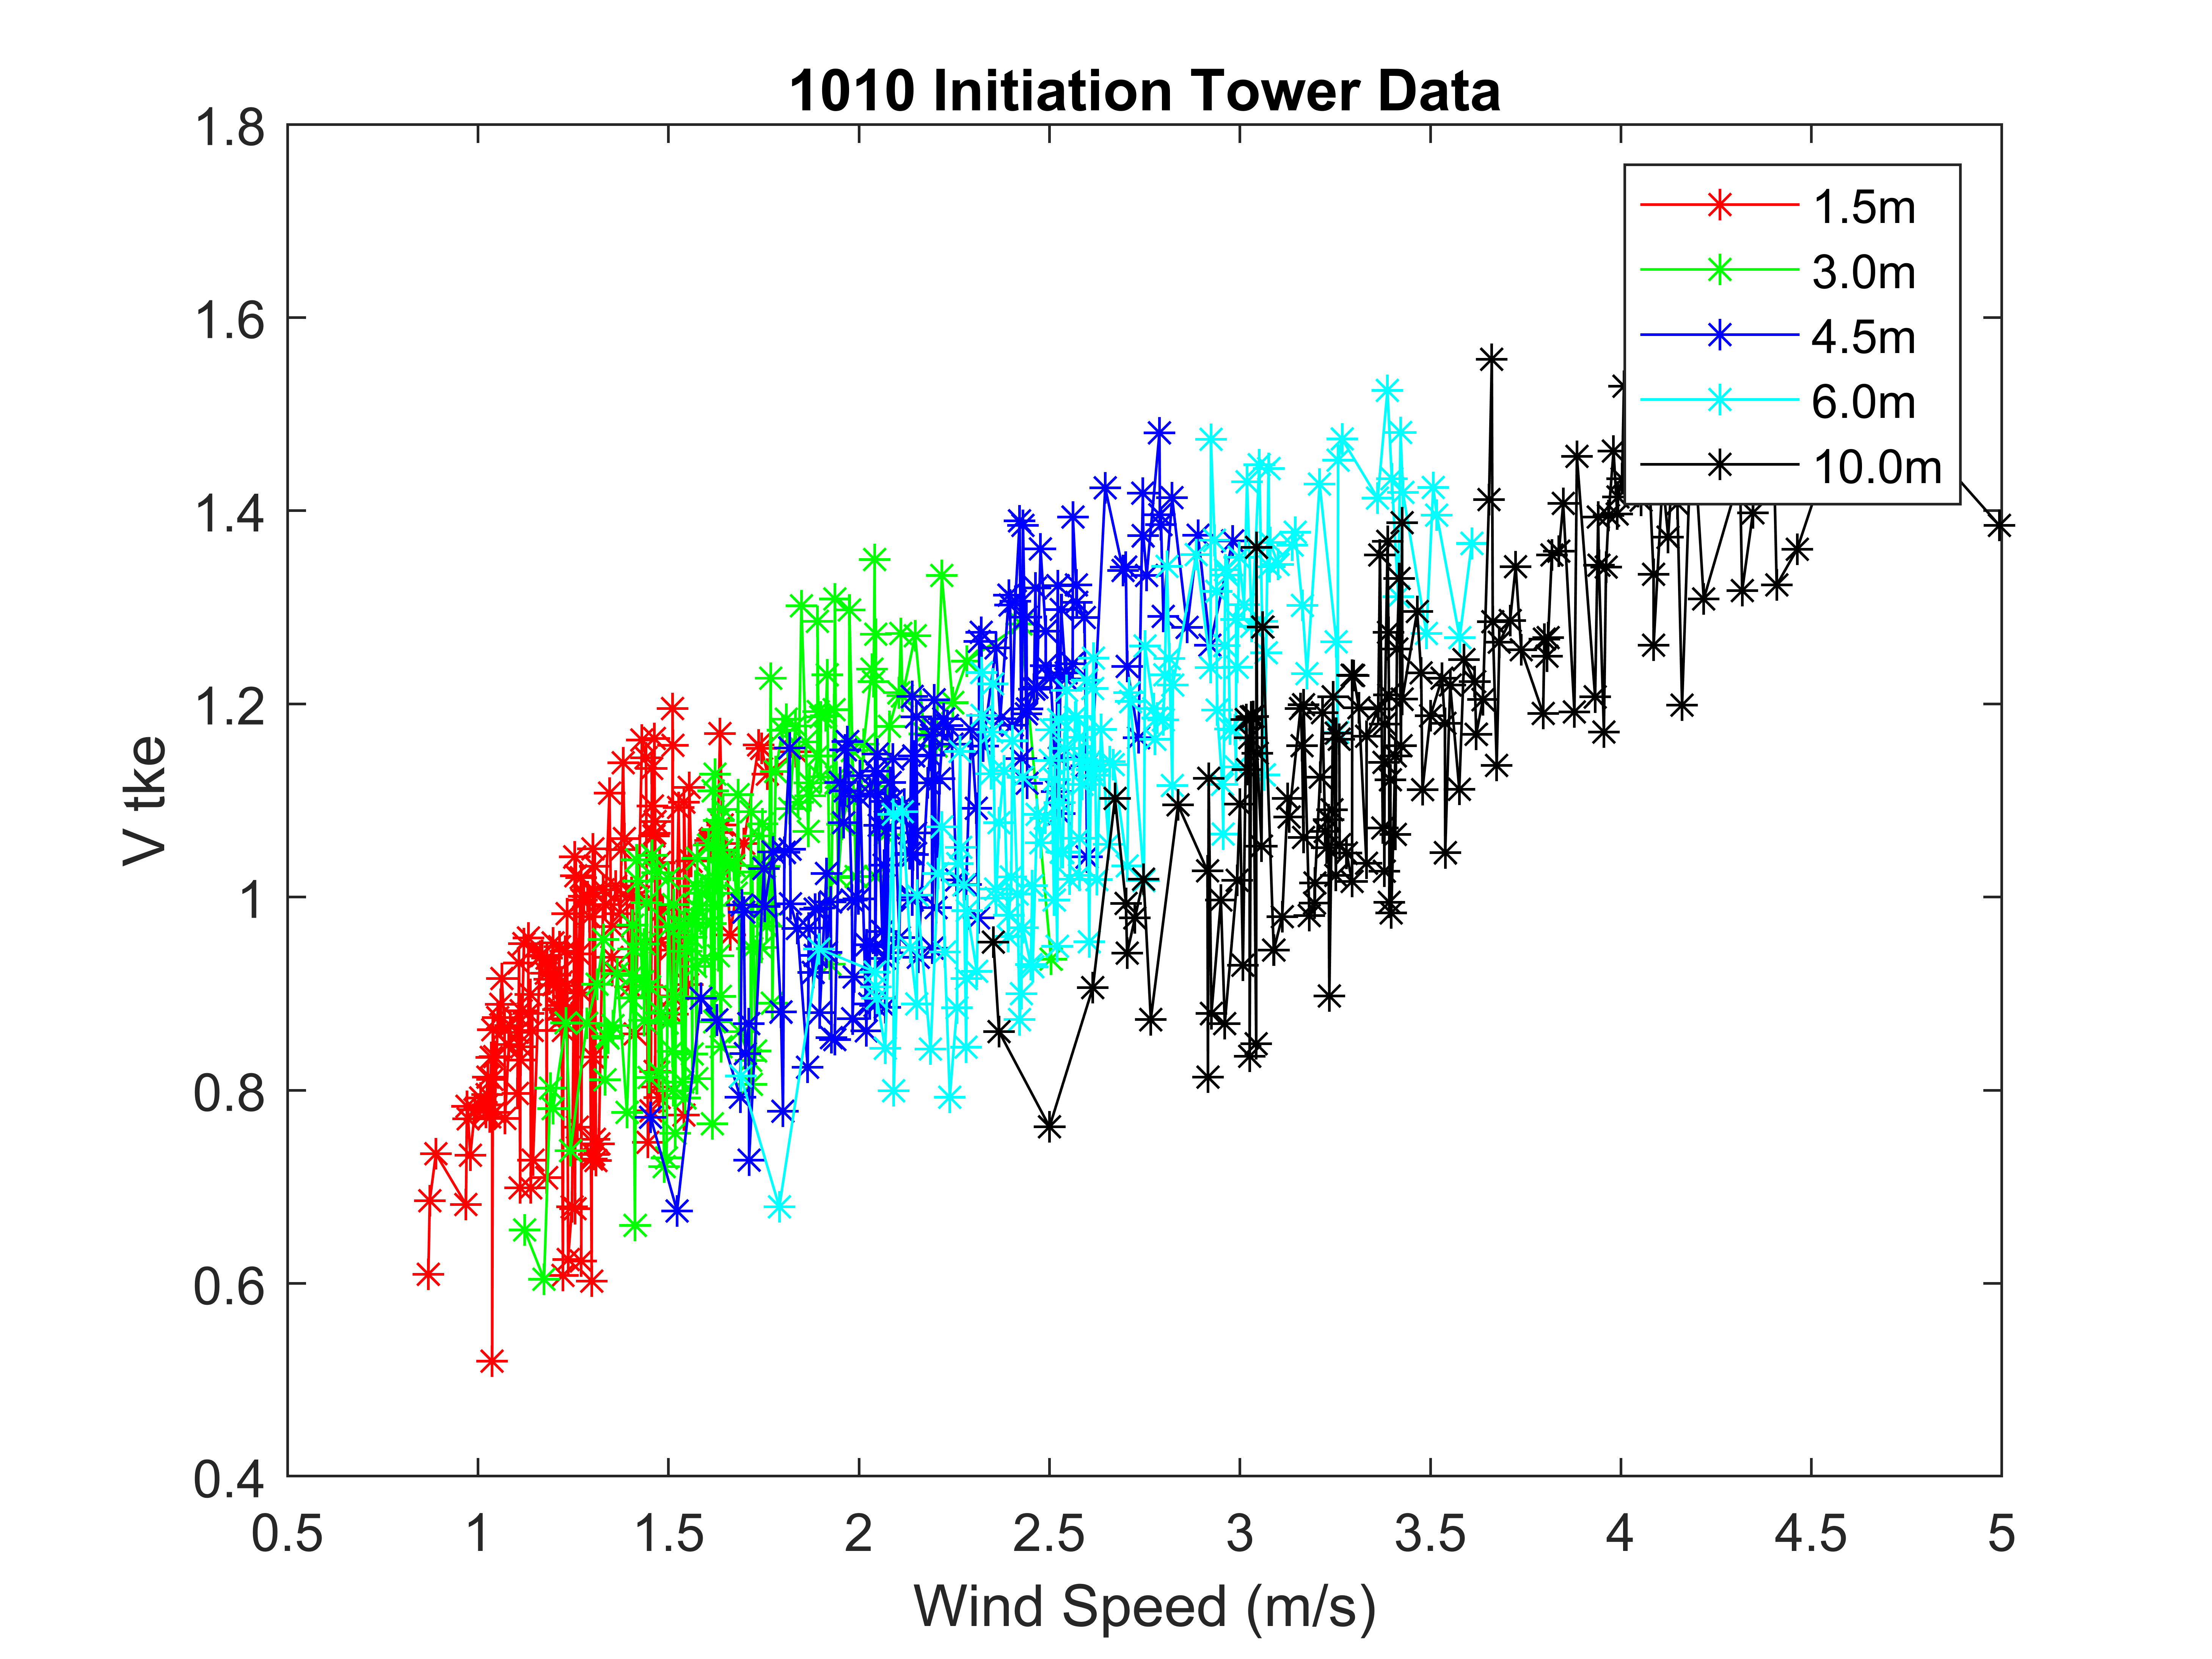 1010 Initiation Tower Data
1.8
1.6
1.4
1.2
1
0.8
0.6
0.4
V tke
1.5m
3.0m
4.5m
6.0m
10.0m
0.5 1 1.5 2 2.5 3 3.5 4 4.5 5
Wind Speed (m/s)